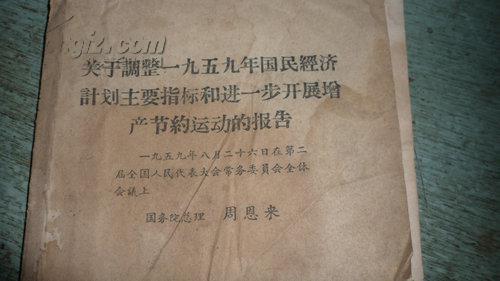 jz.com
关于調整一九五九年国民經济
計划主要指标和进一步开展增
产节約运动的报告
一九五九年八月二十六日在第二
届全国人民代表大会常务委員会全体
会議上
国务院总理 周恩来